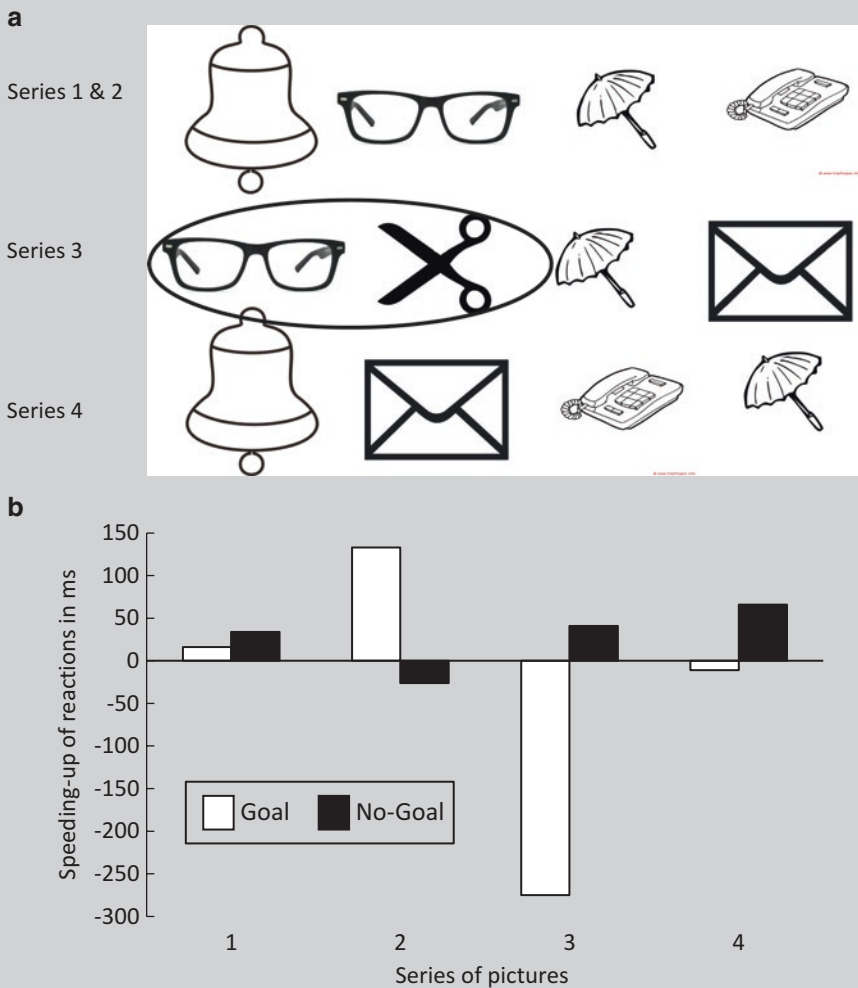 a
Series 1 & 2
Series 3
Series 4
b
Speeding-up of reactions in ms
150
100
50
0
-50
-100
-150
-200
-250
-300
Goal No-Goal
1 2 3 4
Series of pictures